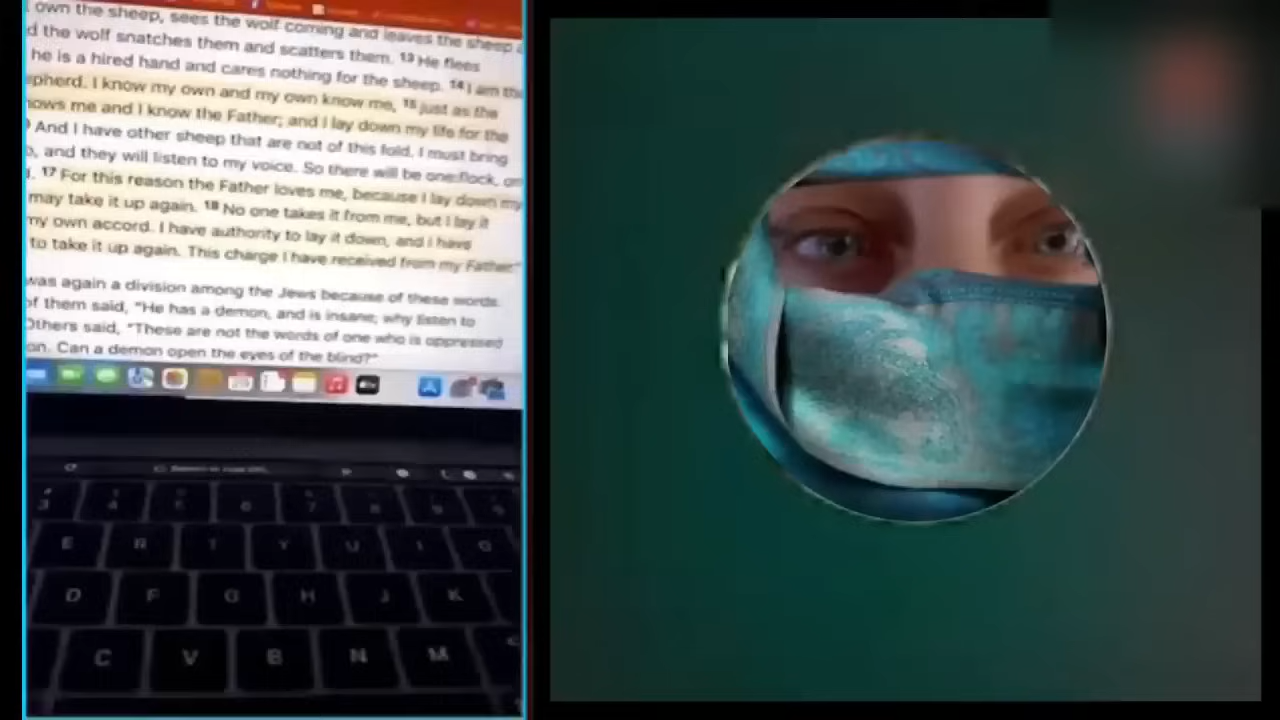 own the sheep, sees the wolf coming and leaves the sheep
the wolf snatches them and scatters them. 13 He flees
he is a hired hand and cares nothing for the sheep. 14 I am the
I know my own and my own know me, 15 just as the
me and I know the Father; and I lay down my life for the
And I have other sheep that are not of this fold. I must bring
and they will listen to my voice. So there will be one flock,
17 For this reason the Father loves me, because I lay down my
may take it up again. 18 No one takes it from me, but I lay it
my own accord. I have authority to lay it down, and I have
to take it up again. This charge I have received from my Father."
was again a division among the Jews because of these words.
of them said, "He has a demon, and is insane; why listen to
Others said, "These are not the words of one who is oppressed
Can a demon open the eyes of the blind?"
3 4 5 6 7 8 9
E R T Y U I O
D F G H J K
C V B N M